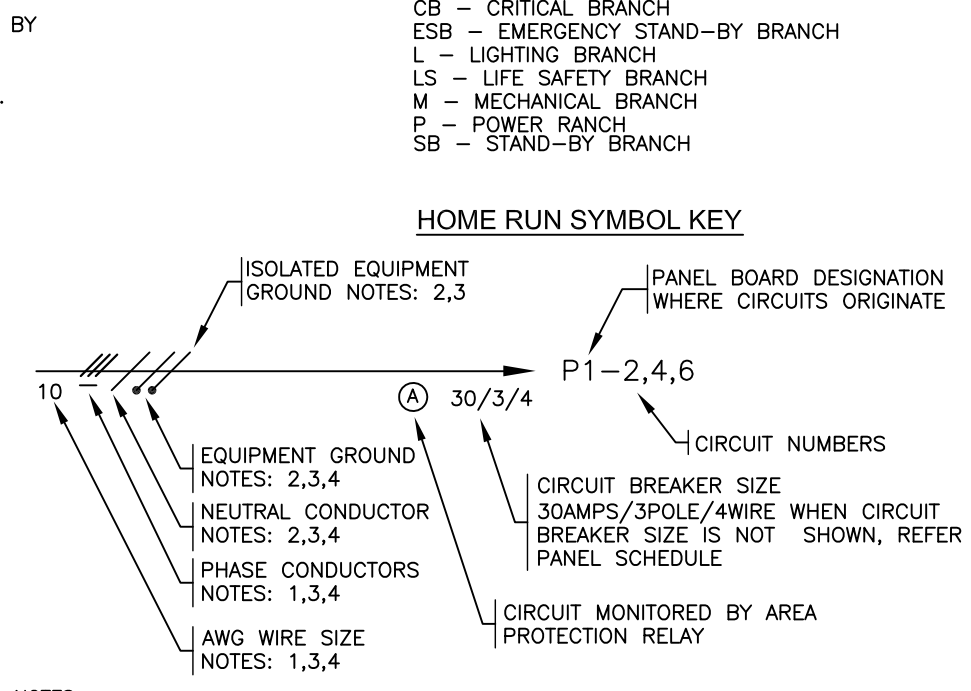 BY
CB – CRITICAL BRANCH
ESB – EMERGENCY STAND–BY BRANCH
L – LIGHTING BRANCH
LS – LIFE SAFETY BRANCH
M – MECHANICAL BRANCH
P – POWER RANCH
SB – STAND–BY BRANCH
HOME RUN SYMBOL KEY
ISOLATED EQUIPMENT
GROUND NOTES: 2,3
PANEL BOARD DESIGNATION
WHERE CIRCUITS ORIGINATE
10
A
30/3/4
P1–2,4,6
CIRCUIT NUMBERS
EQUIPMENT GROUND
NOTES: 2,3,4
NEUTRAL CONDUCTOR
NOTES: 2,3,4
PHASE CONDUCTORS
NOTES: 1,3,4
AWG WIRE SIZE
NOTES: 1,3,4
CIRCUIT BREAKER SIZE
30AMPS/3POLE/4WIRE WHEN CIRCUIT
BREAKER SIZE IS NOT SHOWN, REFER
PANEL SCHEDULE
CIRCUIT MONITORED BY AREA
PROTECTION RELAY